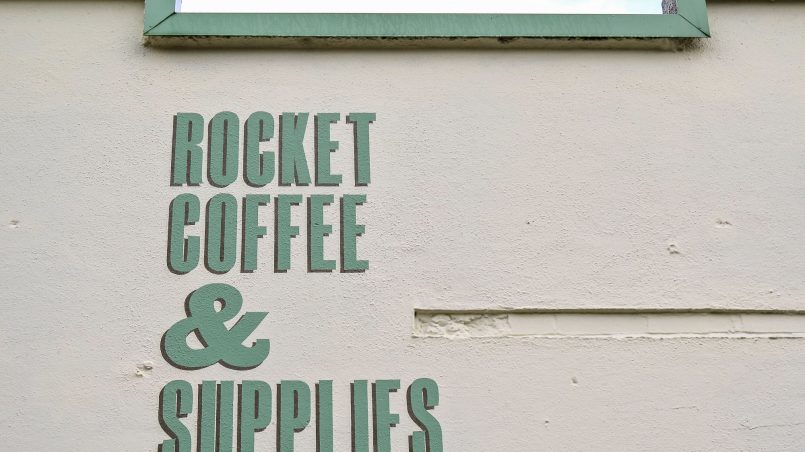 ROCKET
COFFEE
&
SUPPLIES